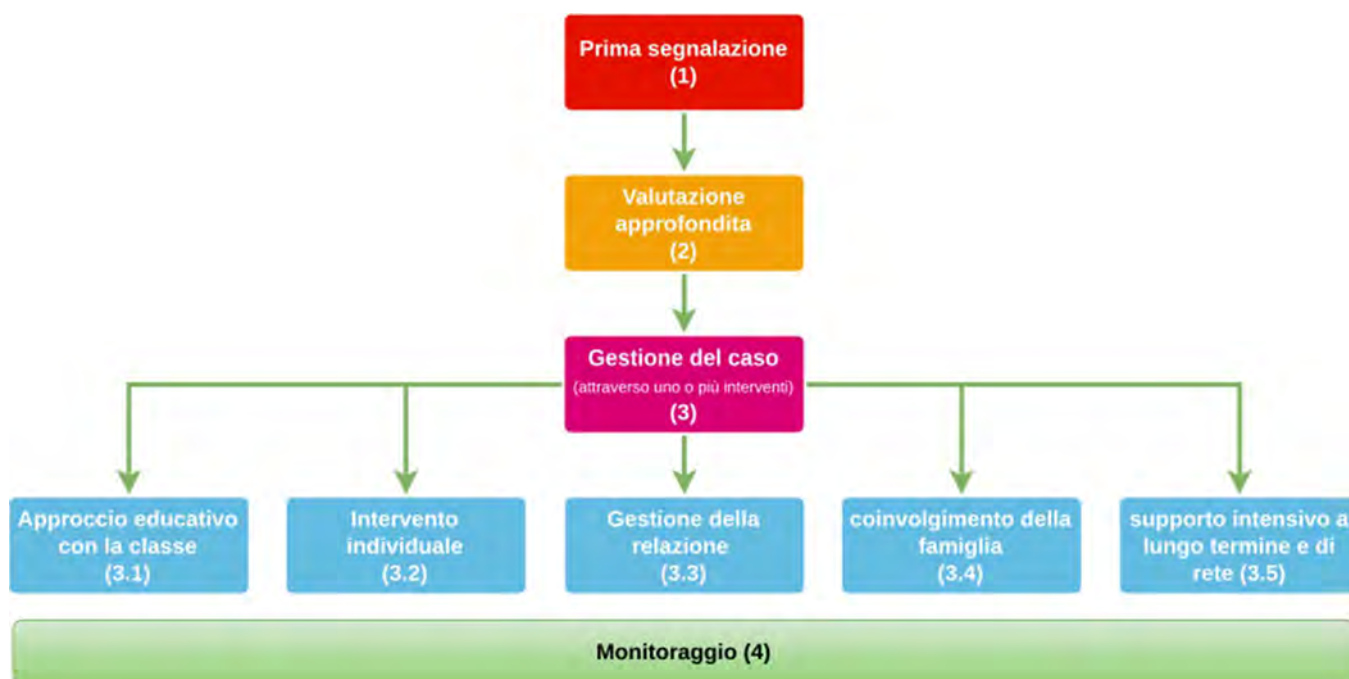 Prima segnalazione
(1)
Valutazione
approfondita
(2)
Gestione del caso
(attraverso uno o più interventi)
(3)
Approccio educativo
con la classe
(3.1)
Intervento
individuale
(3.2)
Gestione della
relazione
(3.3)
coinvolgimento della
famiglia
(3.4)
supporto intensivo a
lungo termine e di
rete (3.5)
Monitoraggio (4)